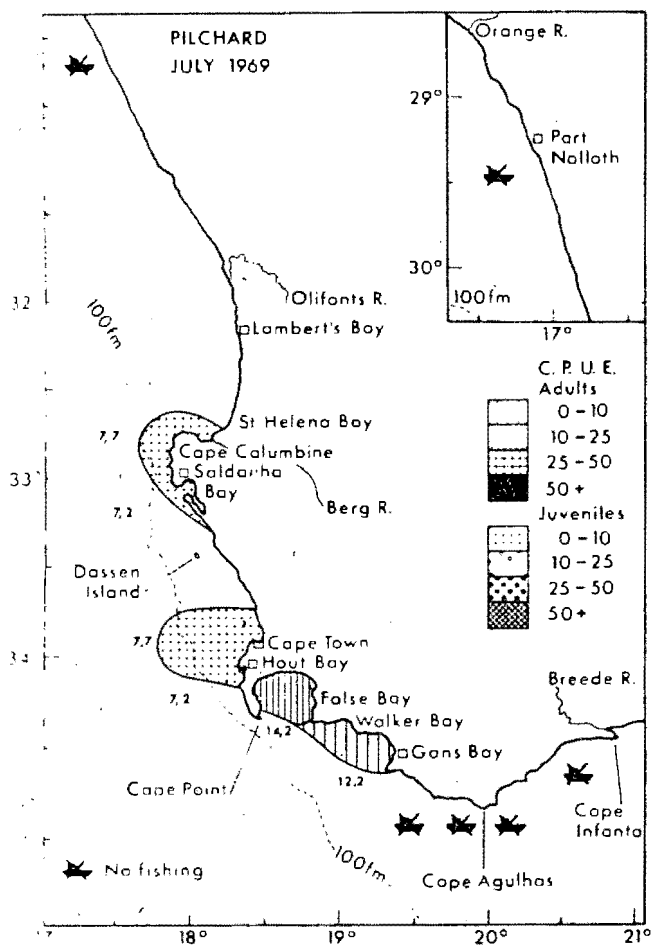 PILCHARD
JULY 1969
Orange R.
29°
Part
Nolloth
30°
100fm
17°
Olifonts R.
32
100fm
Lambert's Bay
C. P. U. E.
Adults
0-10
10-25
25-50
50+
Juveniles
0-10
10-25
25-50
50+
St Helena Bay
7,7
Cape Calumbine
33°
Saldanha
Bay
7,2
Berg R.
Dassen
Island
7,7
34
Cape Town
Hout Bay
7,2
Breede R.
False Bay
Walker Bay
14,2
Gans Bay
12,2
Cape Point
Cape
Infanta
100fm.
No fishing
Cape Agulhas
18°
19°
20°
21°